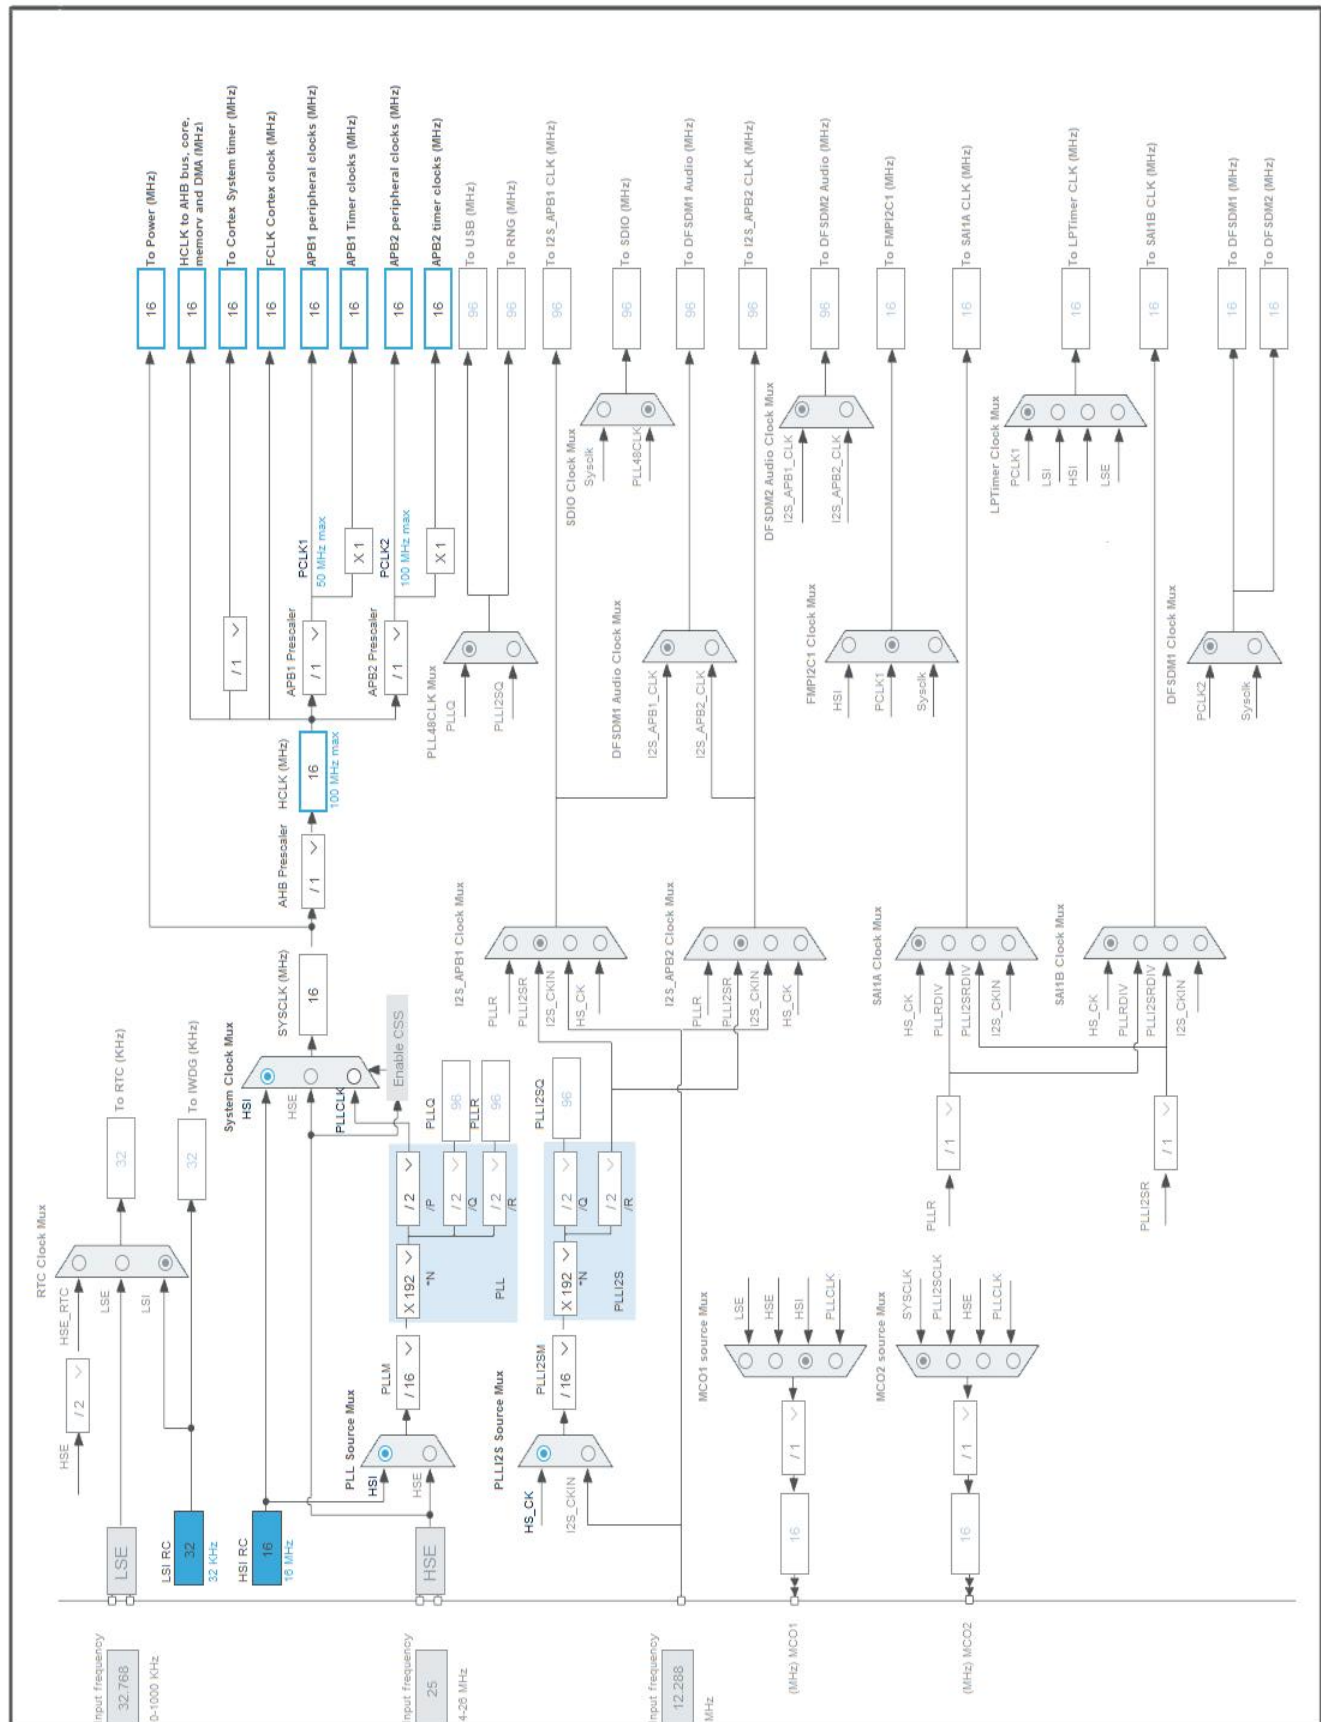 Input frequency
32.768
0-1000 KHz
LSE
HSE
/ 2
HSE_RTC
LSE
LSI
RTC Clock Mux
32
To RTC (KHz)
LSI RC
32
32 KHz
32
To IWDG (KHz)
HSI RC
16
16 MHz
System Clock Mux
HSI
HSE
PLLCLK
Enable CSS
SYSCLK (MHz)
16
AHB Prescaler
/ 1
HCLK (MHz)
16
100 MHz max
/ 1
APB1 Prescaler
/ 1
PCLK1
50 MHz max
X 1
APB2 Prescaler
/ 1
PCLK2
100 MHz max
X 1
16
To Power (MHz)
16
HCLK to AHB bus, core,
memory and DMA (MHz)
16
To Cortex System timer (MHz)
16
FCLK Cortex clock (MHz)
16
APB1 peripheral clocks (MHz)
16
APB1 Timer clocks (MHz)
16
APB2 peripheral clocks (MHz)
16
APB2 timer clocks (MHz)
96
To USB (MHz)
96
To RNG (MHz)
96
To I2S_APB1 CLK (MHz)
96
To SDIO (MHz)
96
To DFSDM1 Audio (MHz)
96
To I2S_APB2 CLK (MHz)
96
To DFSDM2 Audio (MHz)
16
To FMPI2C1 (MHz)
16
To SAI1A CLK (MHz)
16
To LPTimer CLK (MHz)
16
To SAI1B CLK (MHz)
16
To DFSDM1 (MHz)
16
To DFSDM2 (MHz)
Input frequency
25
4-26 MHz
HSE
PLL Source Mux
HSI
HSE
PLLM
/ 16
X 192
*N
PLL
/ 2
/P
/ 2
/Q
/ 2
/R
PLLQ
96
PLLR
96
PLLI2S Source Mux
HS_CK
I2S_CKIN
PLLI2SM
/ 16
X 192
*N
PLLI2S
/ 2
/Q
/ 2
/R
PLLI2SQ
96
PLL48CLK Mux
PLLQ
PLLI2SQ
SDIO Clock Mux
Sysclk
PLL48CLK
I2S_APB1 Clock Mux
PLLR
PLLI2SR
I2S_CKIN
HS_CK
DFSDM1 Audio Clock Mux
I2S_APB1_CLK
I2S_APB2_CLK
I2S_APB2 Clock Mux
PLLR
PLLI2SR
I2S_CKIN
HS_CK
DFSDM2 Audio Clock Mux
I2S_APB1_CLK
I2S_APB2_CLK
FMPI2C1 Clock Mux
HSI
PCLK1
Sysclk
Input frequency
12.288
MHz
MCO1 source Mux
LSE
HSE
HSI
PLLCLK
/ 1
16
(MHz) MCO1
MCO2 source Mux
SYSCLK
PLLI2SCLK
HSE
PLLCLK
/ 1
16
(MHz) MCO2
PLLR
/ 1
SAI1A Clock Mux
HS_CK
PLLRDIV
PLLI2SRDIV
I2S_CKIN
PLLI2SR
/ 1
SAI1B Clock Mux
HS_CK
PLLRDIV
PLLI2SRDIV
I2S_CKIN
LPTimer Clock Mux
PCLK1
LSI
HSI
LSE
DFSDM1 Clock Mux
PCLK2
Sysclk